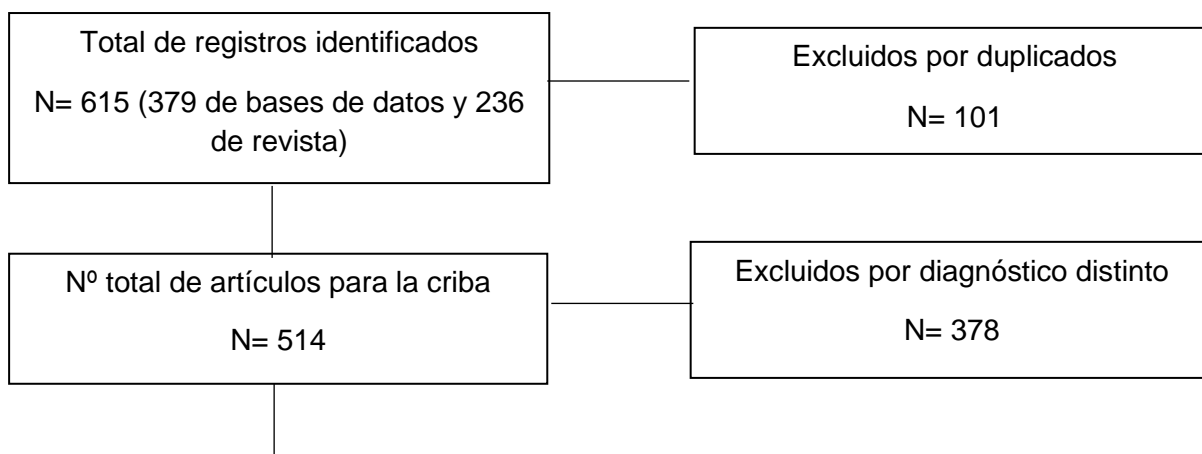 Total de registros identificados
N= 615 (379 de bases de datos y 236
de revista)
Excluidos por duplicados
N= 101
Nº total de artículos para la criba
N= 514
Excluidos por diagnóstico distinto
N= 378